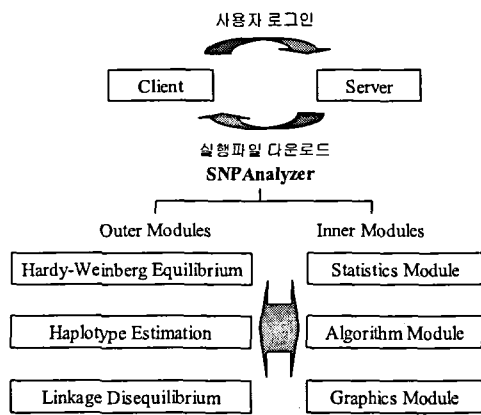 사용자 로그인
Client
Server
실행파일 다운로드
SNPAnalyzer
Outer Modules
Inner Modules
Hardy-Weinberg Equilibrium
Statistics Module
Haplotype Estimation
Algorithm Module
Linkage Disequilibrium
Graphics Module